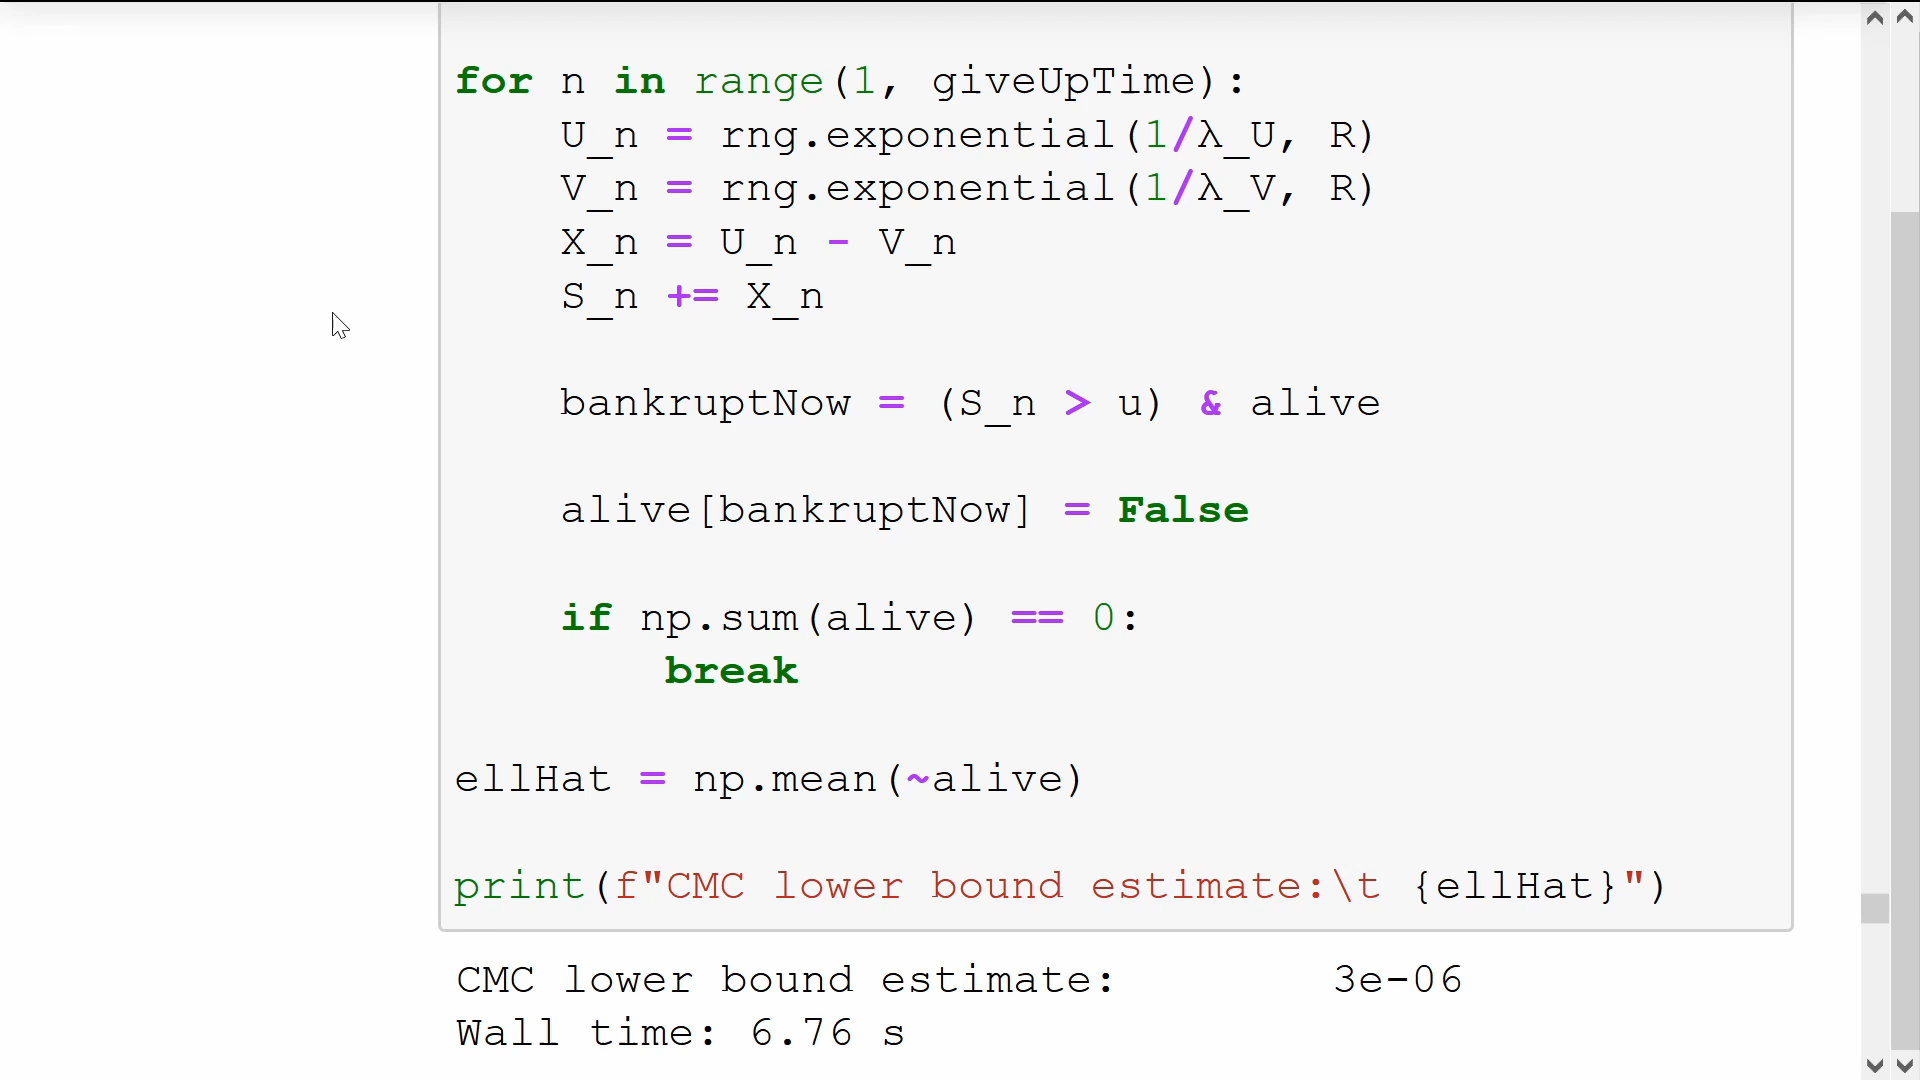 for n in range(1, giveUpTime):
    U_n = rng.exponential(1/λ_U, R)
    V_n = rng.exponential(1/λ_V, R)
    X_n = U_n - V_n
    S_n += X_n
    bankruptNow = (S_n > u) & alive
    alive[bankruptNow] = False
    if np.sum(alive) == 0:
        break
ellHat = np.mean(~alive)
print(f"CMC lower bound estimate:\t {ellHat}")
CMC lower bound estimate:        3e-06
Wall time: 6.76 s